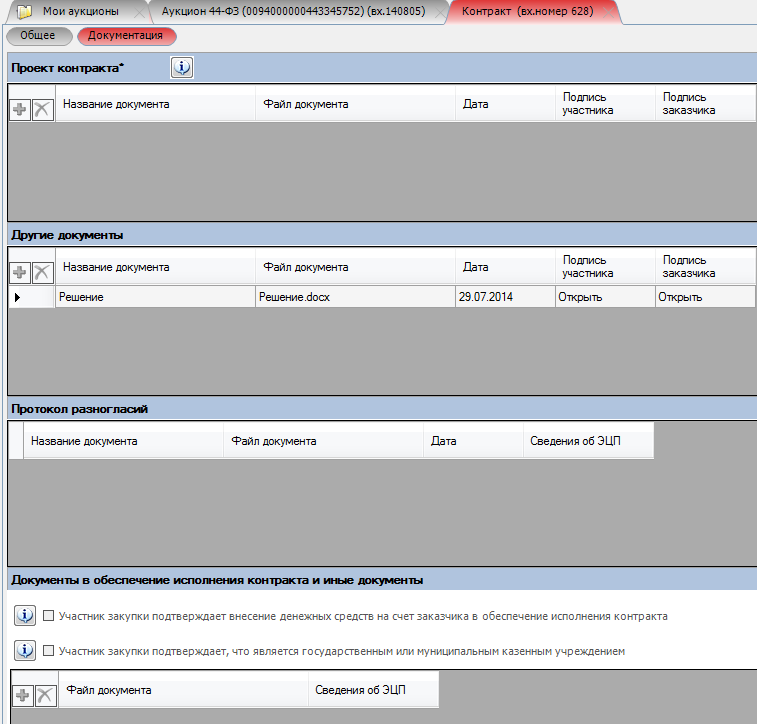 Мои аукционы Аукцион 44-ФЗ (0094000000443345752) (вх.140805) Контракт (вх.номер 628)
Общее Документация
Проект контракта*
Название документа Файл документа Дата Подпись участника Подпись заказчика
Другие документы
Название документа Файл документа Дата Подпись участника Подпись заказчика
Решение Решение.docx 29.07.2014 Открыть Открыть
Протокол разногласий
Название документа Файл документа Дата Сведения об ЭЦП
Документы в обеспечение исполнения контракта и иные документы
Участник закупки подтверждает внесение денежных средств на счет заказчика в обеспечение исполнения контракта
Участник закупки подтверждает, что является государственным или муниципальным казенным учреждением
Файл документа Сведения об ЭЦП